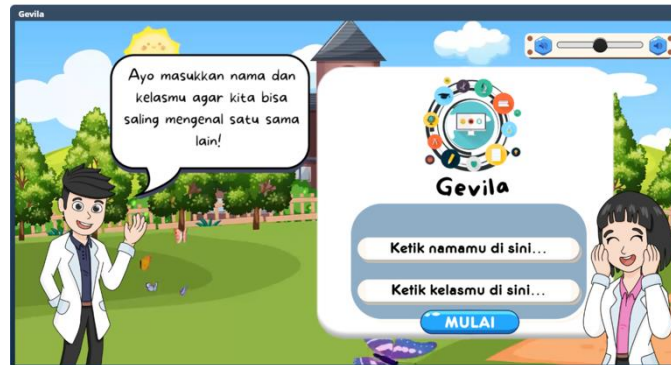 Gevila
Ayo masukkan nama dan
kelasmu agar kita bisa
saling mengenal satu sama
lain!
Gevila
Ketik namamu di sini...
Ketik kelasmu di sini...
MULAI